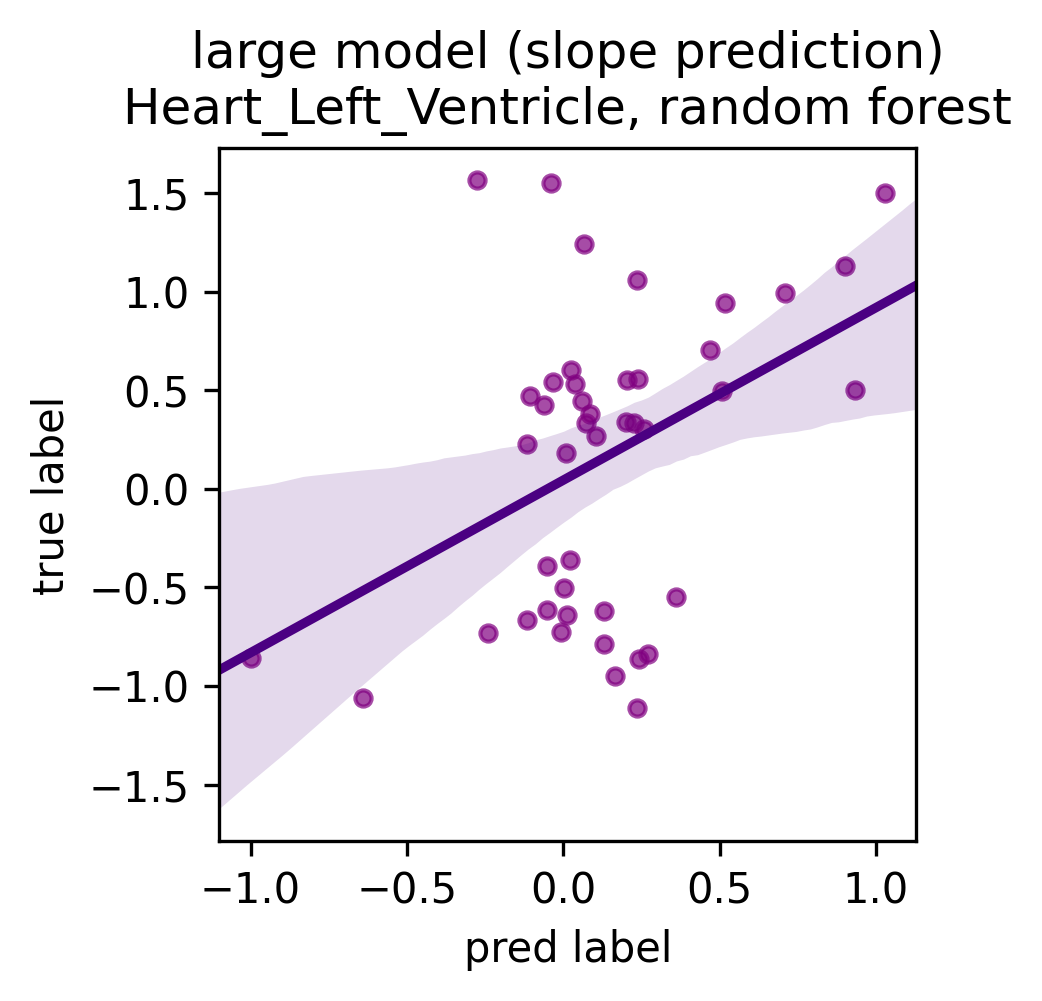 large model (slope prediction)
Heart_Left_Ventricle, random forest
1.5
1.0
0.5
0.0
−0.5
−1.0
−1.5
true label
−1.0 −0.5 0.0 0.5 1.0
pred label